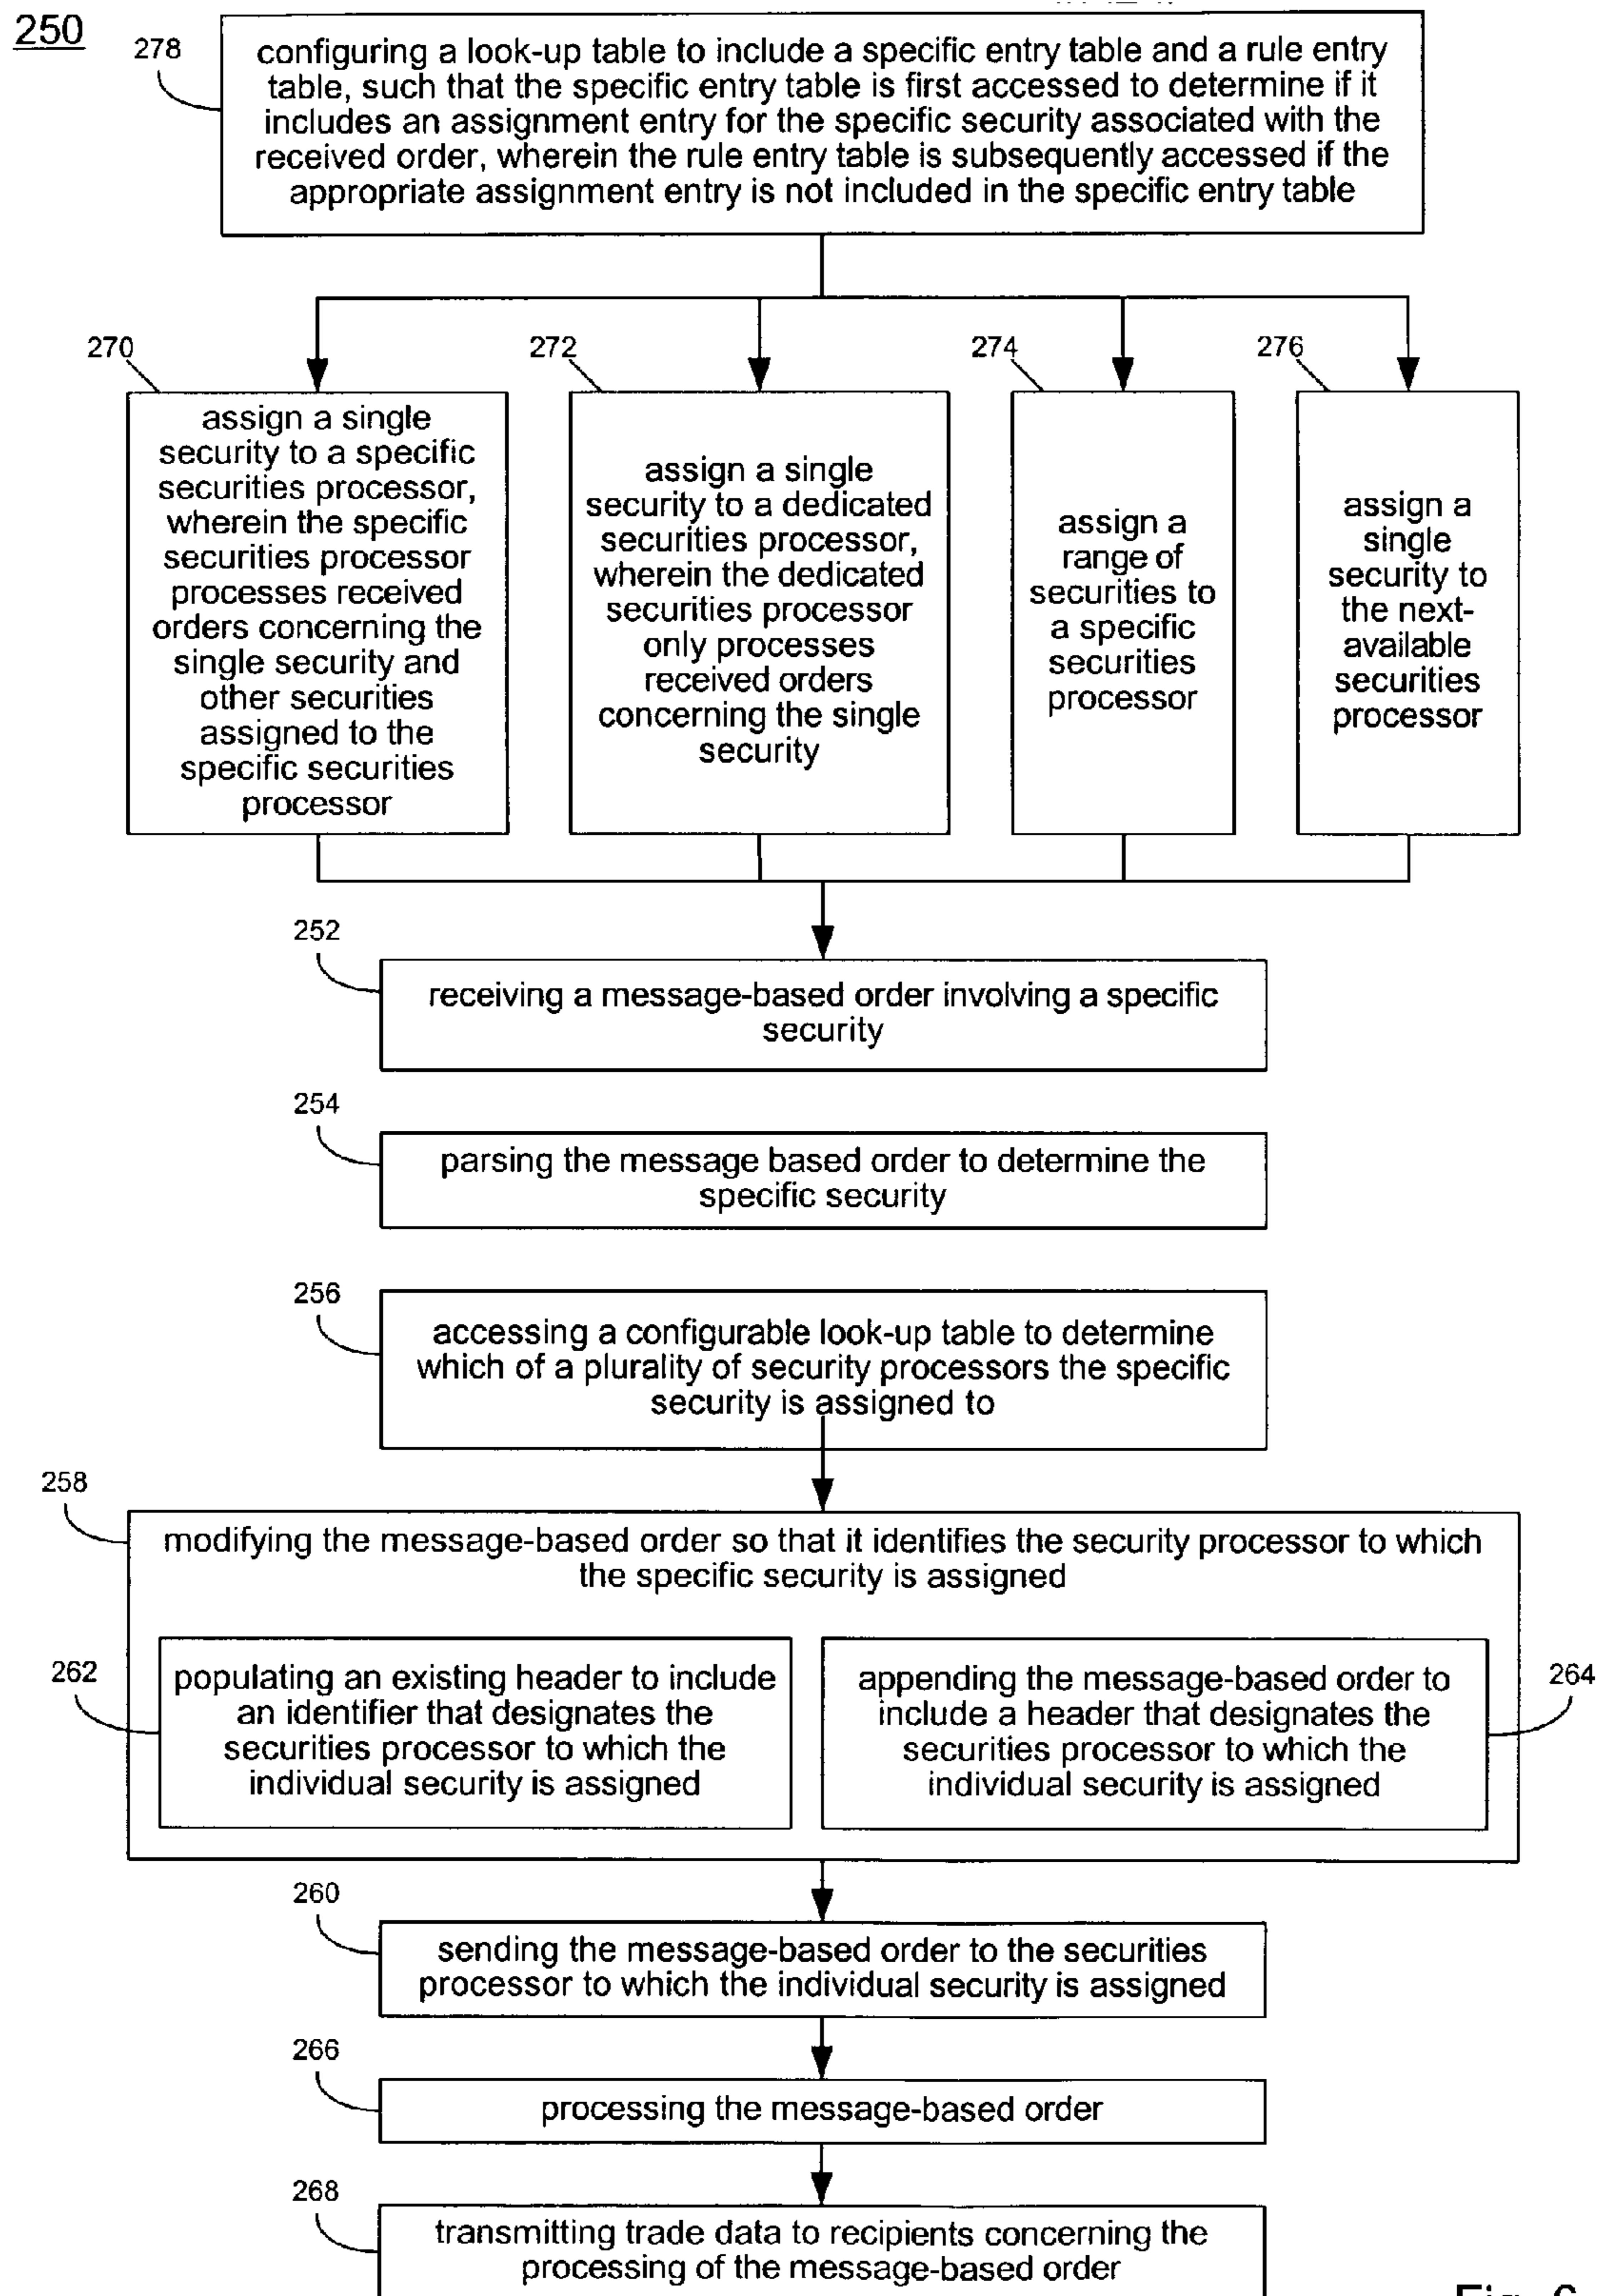 250
278
configuring a look-up table to include a specific entry table and a rule entry
table, such that the specific entry table is first accessed to determine if it
includes an assignment entry for the specific security associated with the
received order, wherein the rule entry table is subsequently accessed if the
appropriate assignment entry is not included in the specific entry table
270
assign a single
security to a specific
securities processor,
wherein the specific
securities processor
processes received
orders concerning the
single security and
other securities
assigned to the
specific securities
processor
272
assign a single
security to a dedicated
securities processor,
wherein the dedicated
securities processor
only processes
received orders
concerning the single
security
274
assign a
range of
securities to
a specific
securities
processor
276
assign a
single
security to
the next-
available
securities
processor
252
receiving a message-based order involving a specific
security
254
parsing the message based order to determine the
specific security
256
accessing a configurable look-up table to determine
which of a plurality of security processors the specific
security is assigned to
258
modifying the message-based order so that it identifies the security processor to which
the specific security is assigned
262
populating an existing header to include
an identifier that designates the
securities processor to which the
individual security is assigned
appending the message-based order to
include a header that designates the
securities processor to which the
individual security is assigned
264
260
sending the message-based order to the securities
processor to which the individual security is assigned
266
processing the message-based order
268
transmitting trade data to recipients concerning the
processing of the message-based order